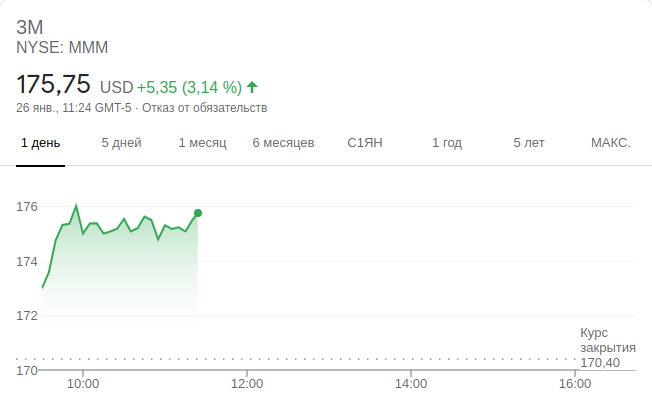 3M
NYSE: MMM
175,75 USD +5,35 (3,14 %)
26 янв., 11:24 GMT-5 · Отказ от обязательств
1 день 5 дней 1 месяц 6 месяцев С1ЯН 1 год 5 лет МАКС.
176
174
172
Курс
закрытия
170,40
170
10:00 12:00 14:00 16:00